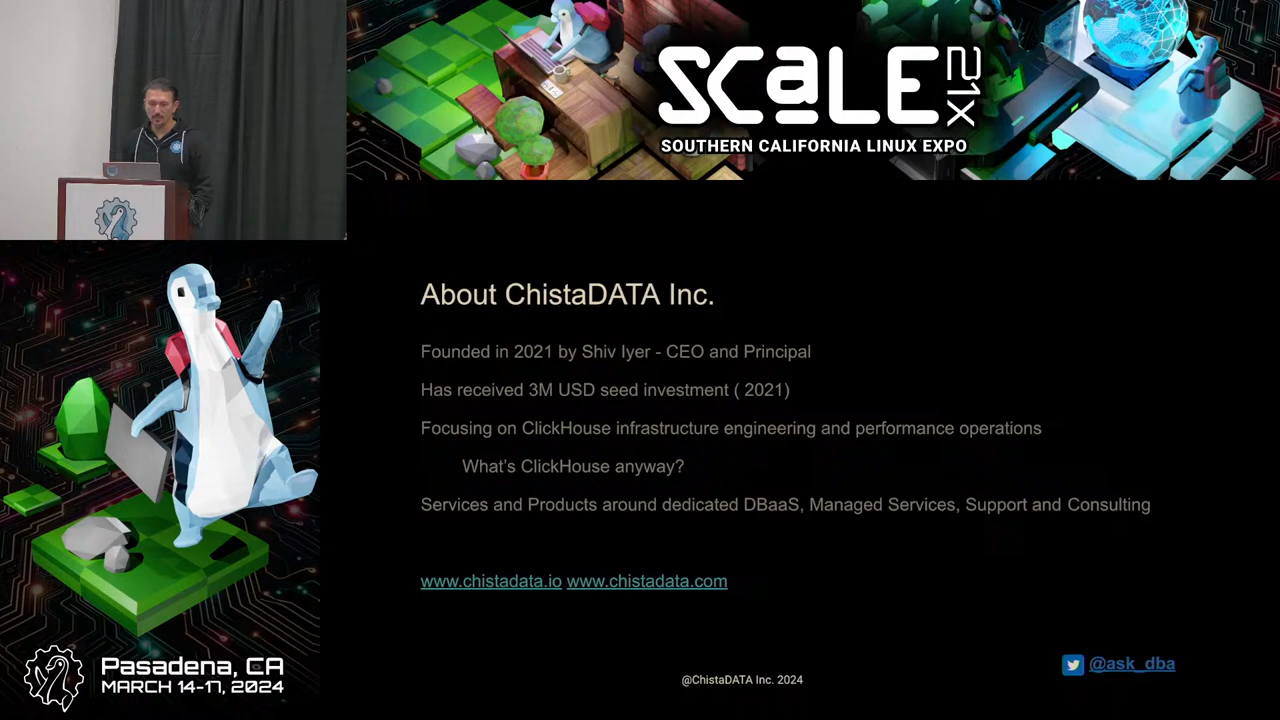 SCaLE 21X
SOUTHERN CALIFORNIA LINUX EXPO
About ChistaDATA Inc.
Founded in 2021 by Shiv Iyer - CEO and Principal
Has received 3M USD seed investment ( 2021)
Focusing on ClickHouse infrastructure engineering and performance operations
What's ClickHouse anyway?
Services and Products around dedicated DBaaS, Managed Services, Support and Consulting
www.chistadata.io www.chistadata.com
Pasadena, CA
MARCH 14-17, 2024
@ChistaDATA Inc. 2024
@ask_dba